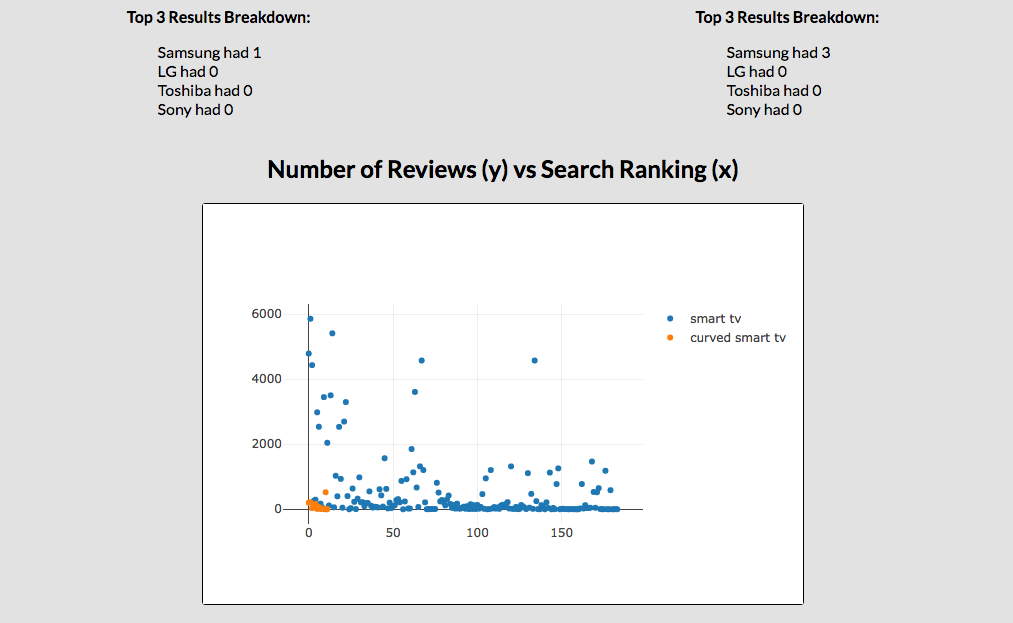 Top 3 Results Breakdown:
Samsung had 1
LG had 0
Toshiba had 0
Sony had 0
Top 3 Results Breakdown:
Samsung had 3
LG had 0
Toshiba had 0
Sony had 0
Number of Reviews (y) vs Search Ranking (x)
6000
4000
2000
0
0
50
100
150
smart tv
curved smart tv